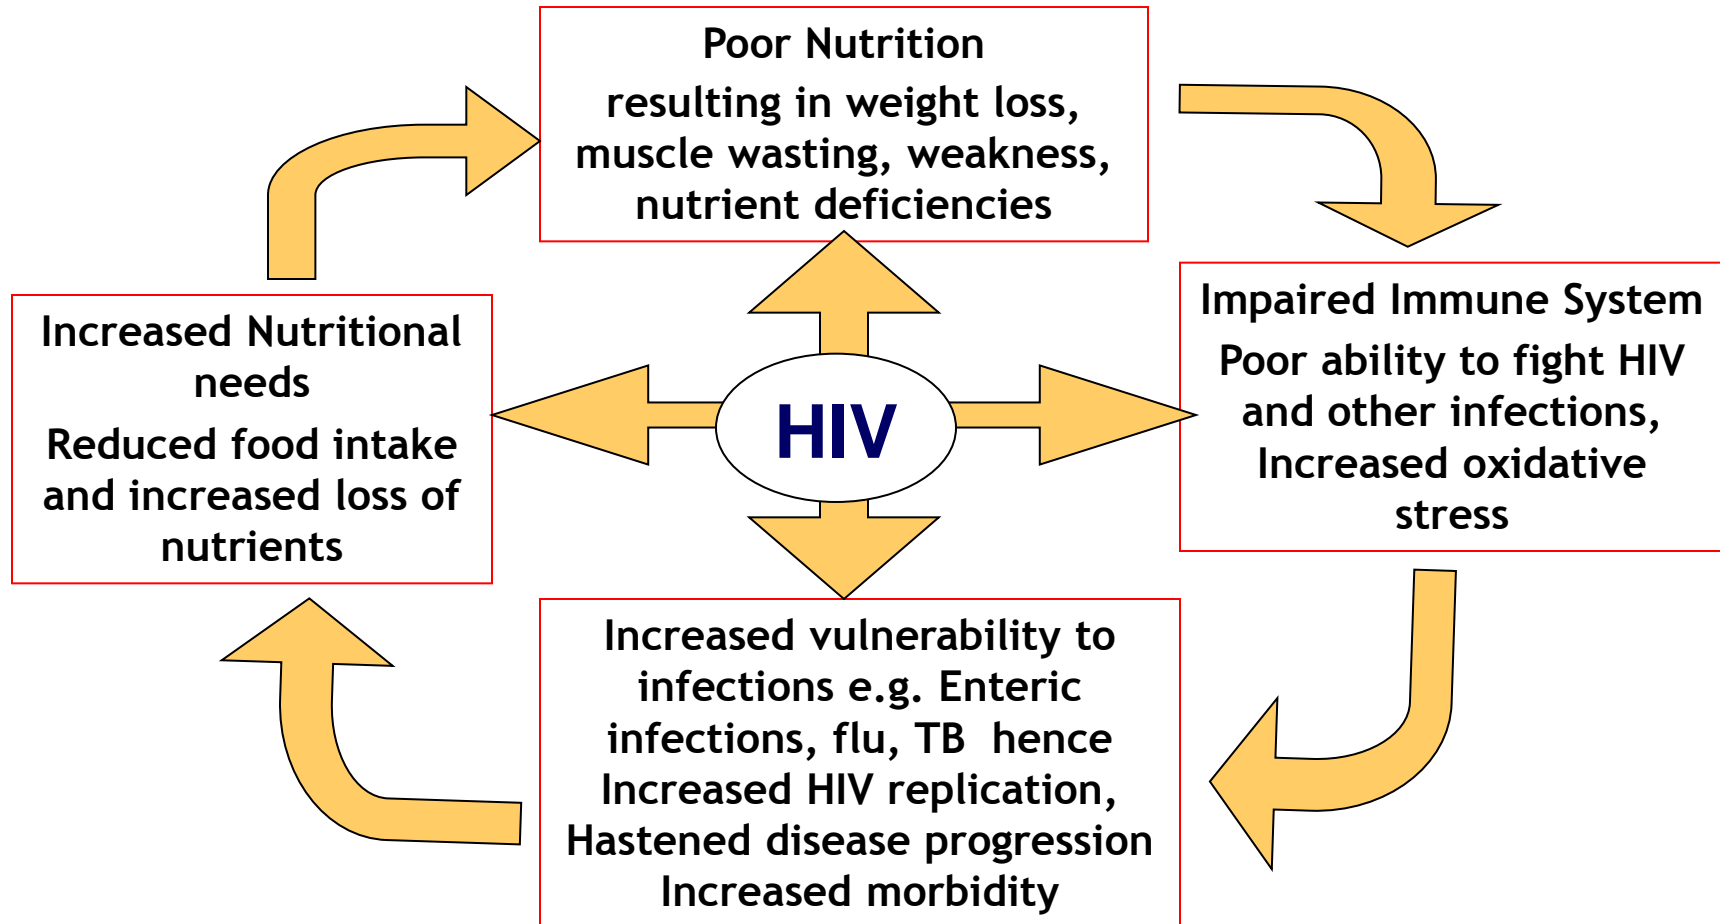 Poor Nutrition
resulting in weight loss,
muscle wasting, weakness,
nutrient deficiencies
Increased Nutritional
needs
Reduced food intake
and increased loss of
nutrients
HIV
Impaired Immune System
Poor ability to fight HIV
and other infections,
Increased oxidative
stress
Increased vulnerability to
infections e.g. Enteric
infections, flu, TB  hence
Increased HIV replication,
Hastened disease progression
Increased morbidity